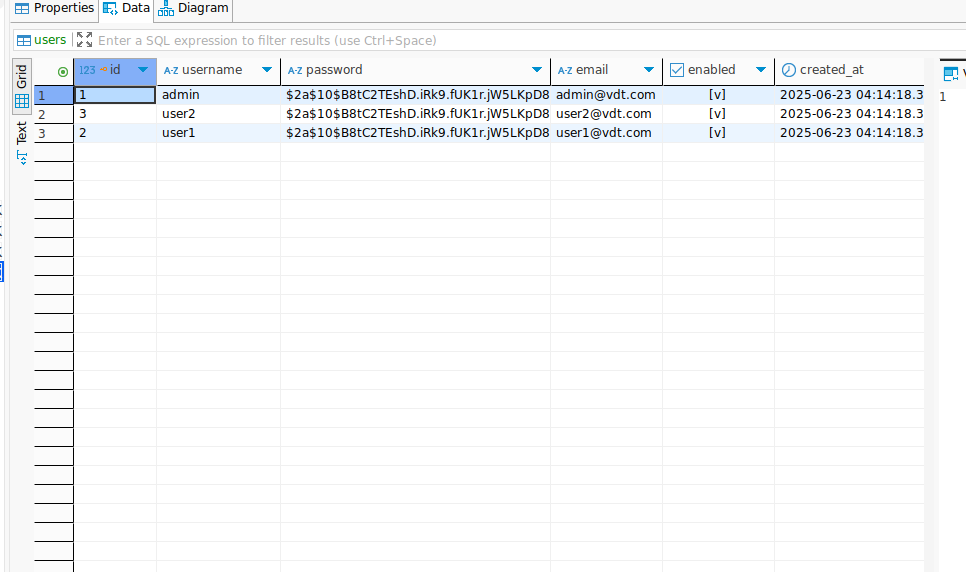 Properties Data Diagram
users Enter a SQL expression to filter results (use Ctrl+Space)
Grid
Text
123 id A-Z username A-Z password A-Z email enabled created_at
1 1 admin $2a$10$B8tC2TEshD.iRk9.fUK1r.jW5LKpD8 admin@vdt.com [v] 2025-06-23 04:14:18.3
2 3 user2 $2a$10$B8tC2TEshD.iRk9.fUK1r.jW5LKpD8 user2@vdt.com [v] 2025-06-23 04:14:18.3
3 2 user1 $2a$10$B8tC2TEshD.iRk9.fUK1r.jW5LKpD8 user1@vdt.com [v] 2025-06-23 04:14:18.3
1